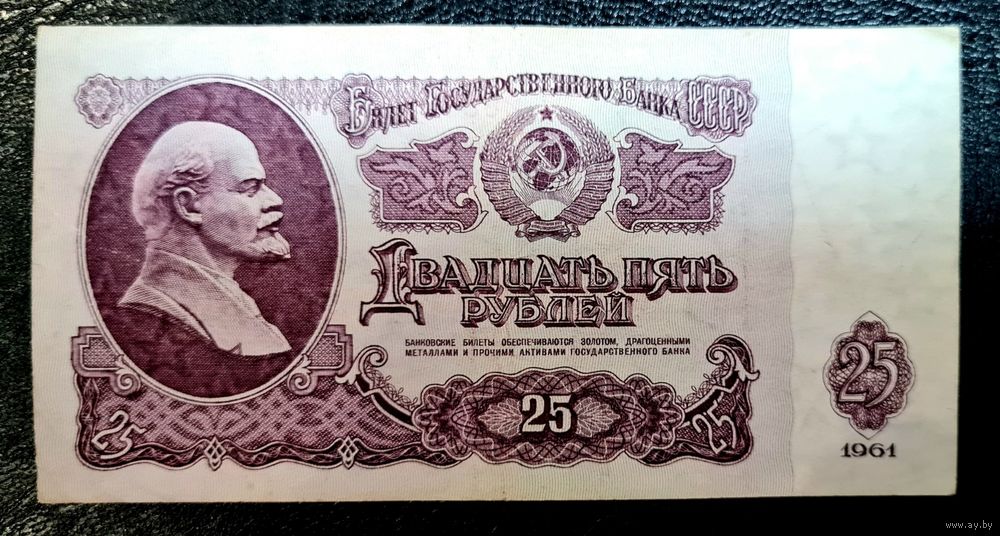 Билет Государственного Банка СССР
Двадцать пять
рублей
БАНКОВСКИЕ БИЛЕТЫ ОБЕСПЕЧИВАЮТСЯ ЗОЛОТОМ, ДРАГОЦЕННЫМИ
МЕТАЛЛАМИ И ПРОЧИМИ АКТИВАМИ ГОСУДАРСТВЕННОГО БАНКА
25
25
25
25
1961
www.ay.by